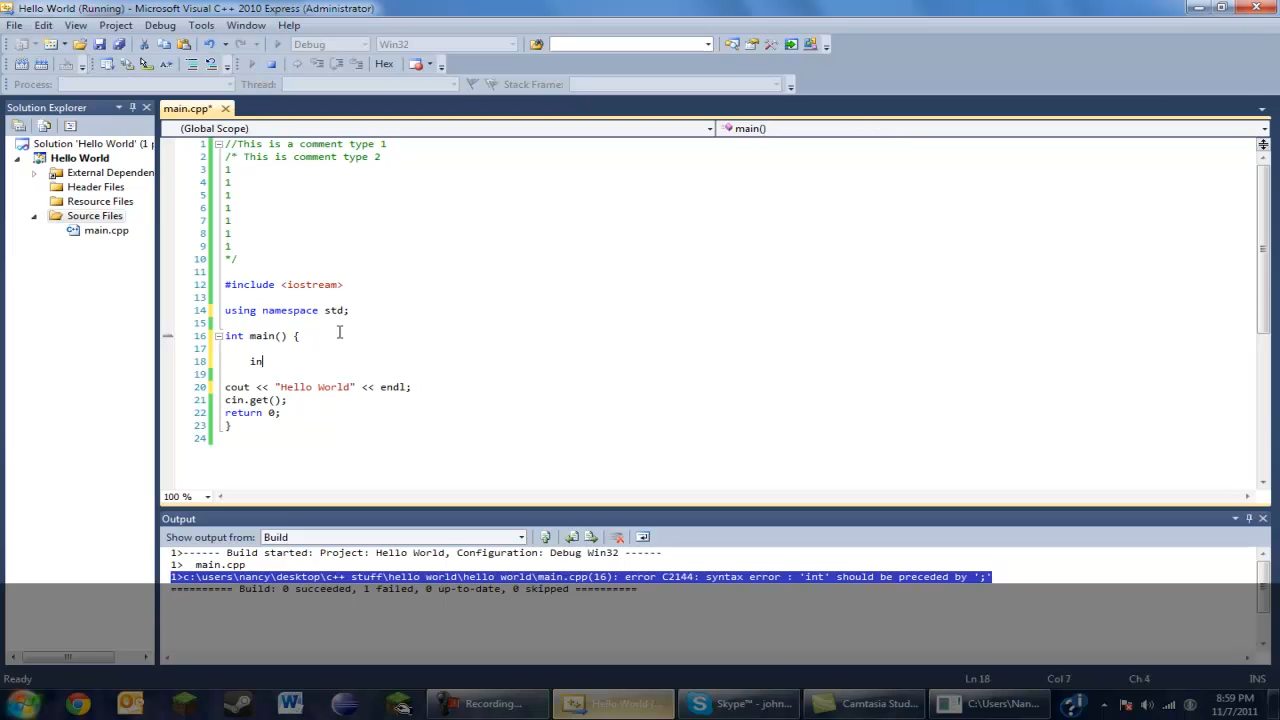 Hello World (Running) - Microsoft Visual C++ 2010 Express (Administrator)
File Edit View Project Debug Tools Window Help
Debug Win32
Hex
Process: Thread: Stack Frame:
Solution Explorer
main.cpp*
(Global Scope) main()
Solution 'Hello World' (1 p
Hello World
External Dependen
Header Files
Resource Files
Source Files
main.cpp
1 //This is a comment type 1
2 /* This is comment type 2
3 1
4 1
5 1
6 1
7 1
8 1
9 1
10 */
11
12 #include <iostream>
13
14 using namespace std;
15
16 int main() {
17
18 in
19
20 cout << "Hello World" << endl;
21 cin.get();
22 return 0;
23 }
24
100 %
Output
Show output from: Build
1>------ Build started: Project: Hello World, Configuration: Debug Win32 ------
1> main.cpp
1>c:\users\nancy\desktop\c++ stuff\hello world\hello world\main.cpp(16): error C2144: syntax error : 'int' should be preceded by ';'
========== Build: 0 succeeded, 1 failed, 0 up-to-date, 0 skipped ==========
Ready Ln 18 Col 7 Ch 4 INS
Recording... Hello World (... Skype™ - john... Camtasia Stud... C:\Users\Nan...
8:59 PM
11/7/2011